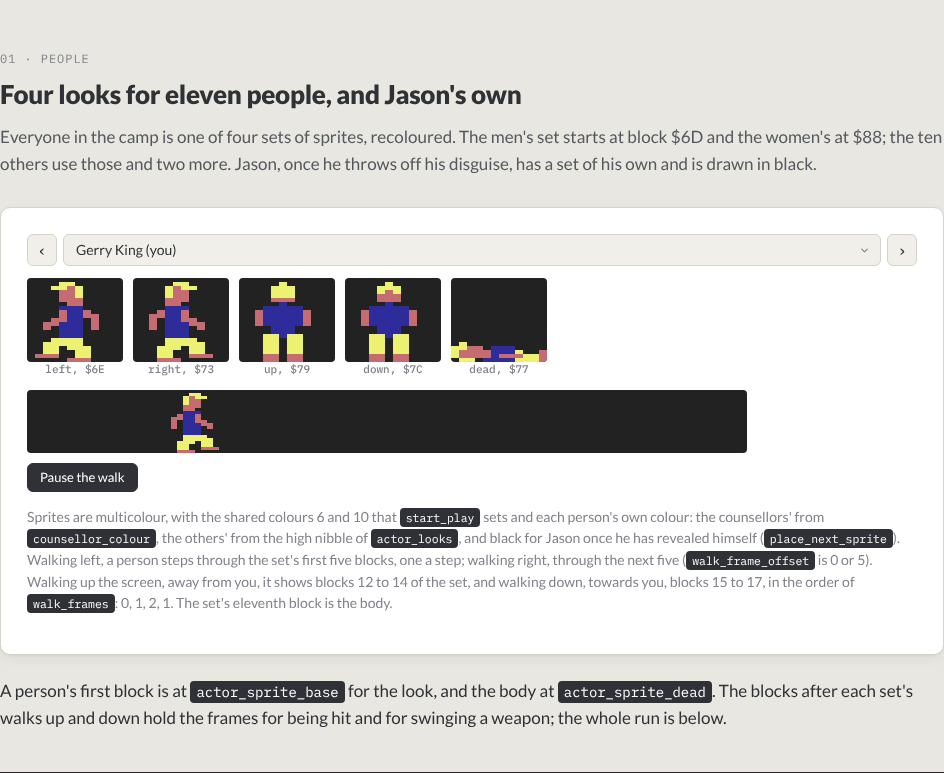 01 · PEOPLE
Four looks for eleven people, and Jason's own
Everyone in the camp is one of four sets of sprites, recoloured. The men's set starts at block $6D and the women's at $88; the ten
others use those and two more. Jason, once he throws off his disguise, has a set of his own and is drawn in black.
‹ Gerry King (you) ›
left, $6E right, $73 up, $79 down, $7C dead, $77
Pause the walk
Sprites are multicolour, with the shared colours 6 and 10 that start_play sets and each person's own colour: the counsellors' from
counsellor_colour, the others' from the high nibble of actor_looks, and black for Jason once he has revealed himself (place_next_sprite).
Walking left, a person steps through the set's first five blocks, one a step; walking right, through the next five (walk_frame_offset is 0 or 5).
Walking up the screen, away from you, it shows blocks 12 to 14 of the set, and walking down, towards you, blocks 15 to 17, in the order of
walk_frames: 0, 1, 2, 1. The set's eleventh block is the body.
A person's first block is at actor_sprite_base for the look, and the body at actor_sprite_dead. The blocks after each set's
walks up and down hold the frames for being hit and for swinging a weapon; the whole run is below.